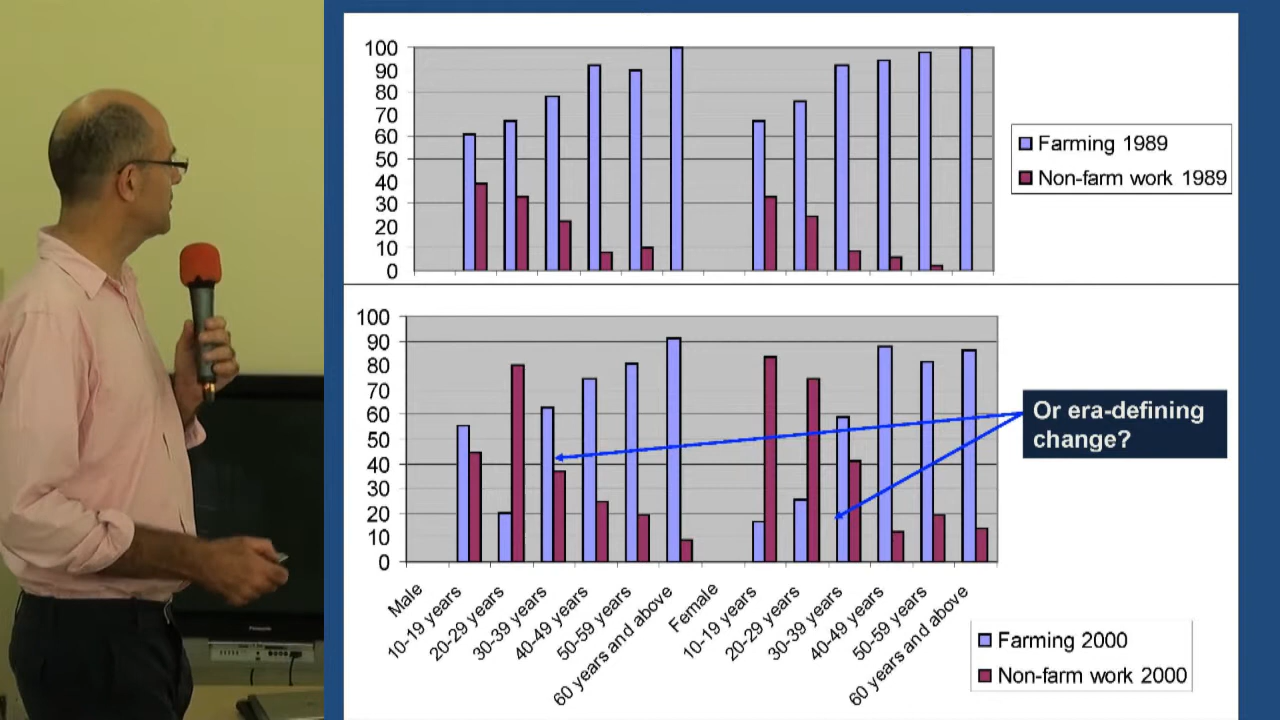 100
90
80
70
60
50
40
30
20
10
0
Farming 1989
Non-farm work 1989
100
90
80
70
60
50
40
30
20
10
0
Or era-defining
change?
Male
10-19 years
20-29 years
30-39 years
40-49 years
50-59 years
60 years and above
Female
10-19 years
20-29 years
30-39 years
40-49 years
50-59 years
60 years and above
Farming 2000
Non-farm work 2000